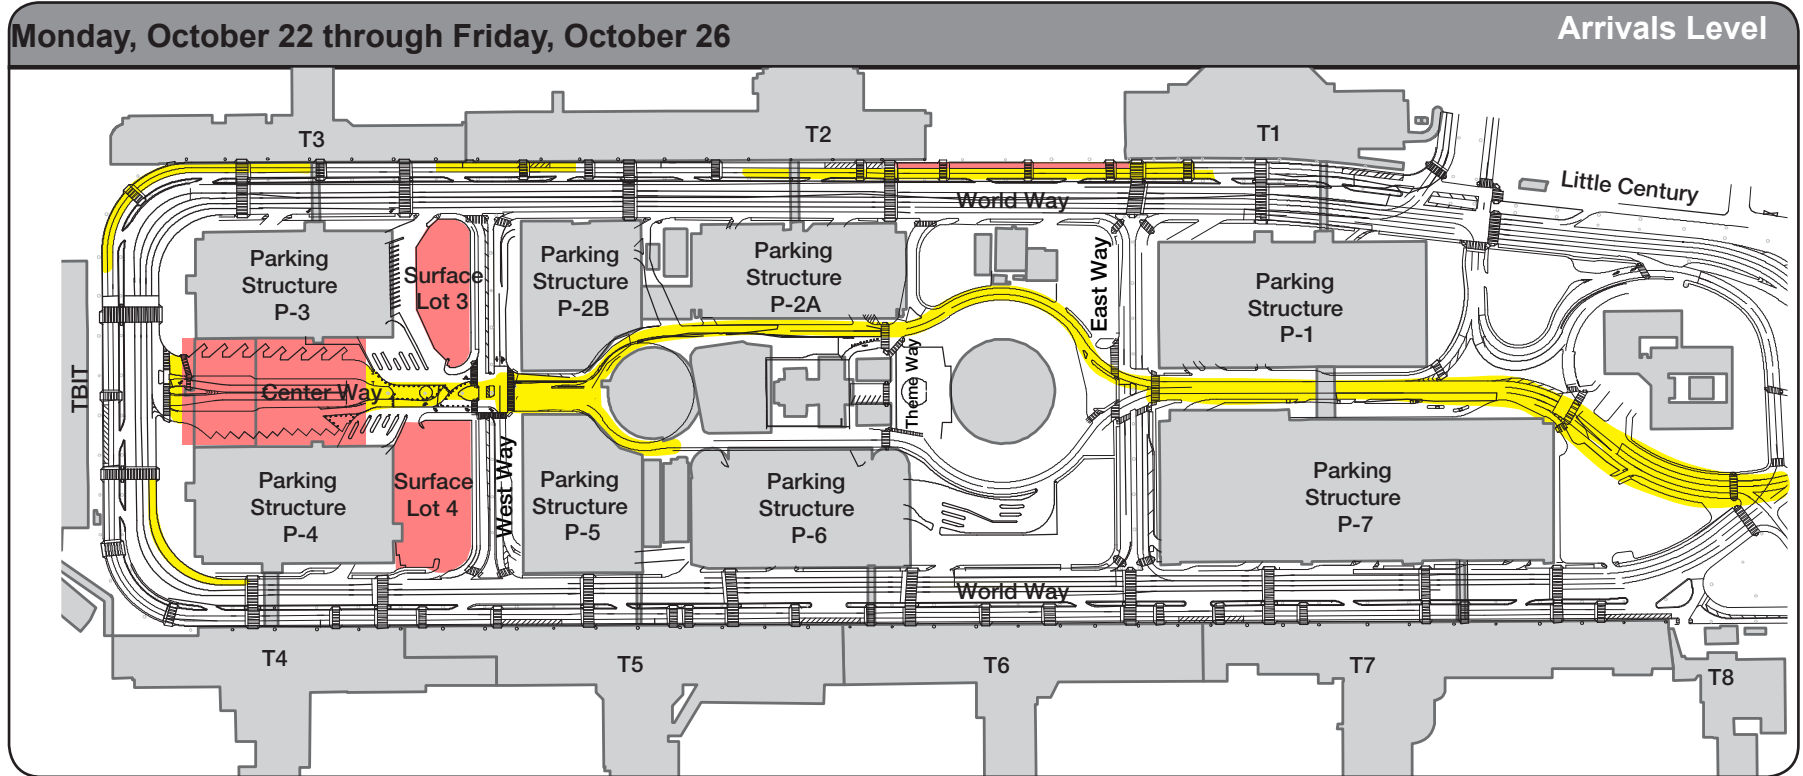 Monday, October 22 through Friday, October 26
Arrivals Level
T3
T2
T1
Little Century
World Way
Parking
Structure
P-3
Surface
Lot 3
Parking
Structure
P-2B
Parking
Structure
P-2A
East Way
Parking
Structure
P-1
TBIT
Center Way
Theme Way
Parking
Structure
P-4
Surface
Lot 4
West Way
Parking
Structure
P-5
Parking
Structure
P-6
Parking
Structure
P-7
World Way
T4
T5
T6
T7
T8